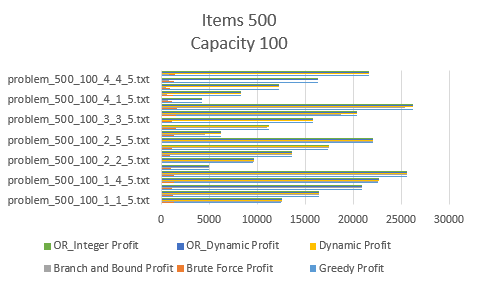 Items 500
Capacity 100
problem_500_100_4_4_5.txt
problem_500_100_4_1_5.txt
problem_500_100_3_3_5.txt
problem_500_100_2_5_5.txt
problem_500_100_2_2_5.txt
problem_500_100_1_4_5.txt
problem_500_100_1_1_5.txt
0 5000 10000 15000 20000 25000 30000
OR_Integer Profit OR_Dynamic Profit Dynamic Profit
Branch and Bound Profit Brute Force Profit Greedy Profit